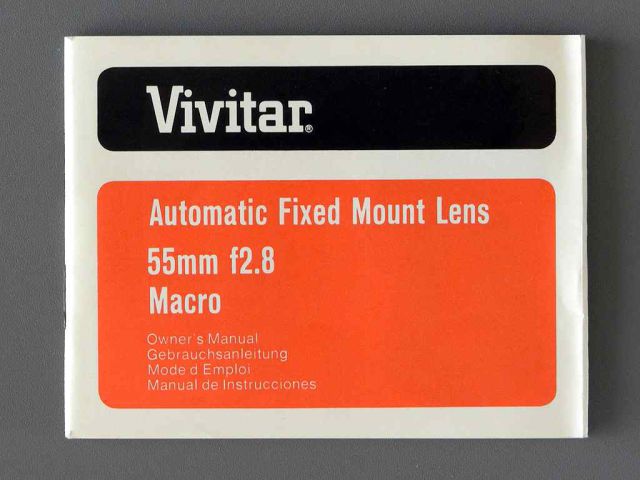 Vivitar®
Automatic Fixed Mount Lens
55mm f2.8
Macro
Owner's Manual
Gebrauchsanleitung
Mode d Emploi
Manual de Instrucciones